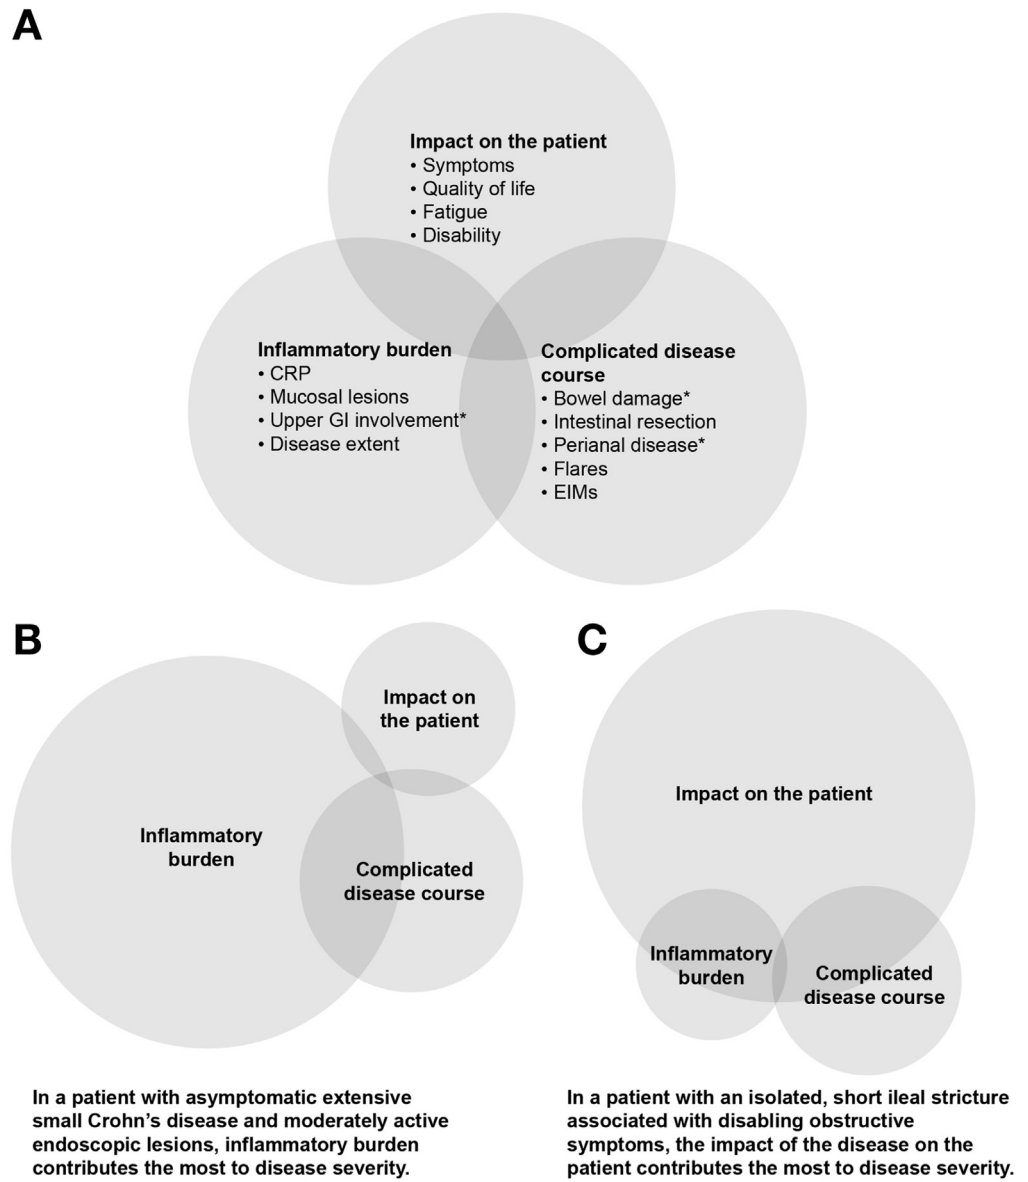 A
Impact on the patient
• Symptoms
• Quality of life
• Fatigue
• Disability
Inflammatory burden
• CRP
• Mucosal lesions
• Upper GI involvement*
• Disease extent
Complicated disease
course
• Bowel damage*
• Intestinal resection
• Perianal disease*
• Flares
• EIMs
B
Impact on
the patient
Inflammatory
burden
Complicated
disease course
In a patient with asymptomatic extensive
small Crohn’s disease and moderately active
endoscopic lesions, inflammatory burden
contributes the most to disease severity.
C
Impact on the patient
Inflammatory
burden
Complicated
disease course
In a patient with an isolated, short ileal stricture
associated with disabling obstructive
symptoms, the impact of the disease on the
patient contributes the most to disease severity.